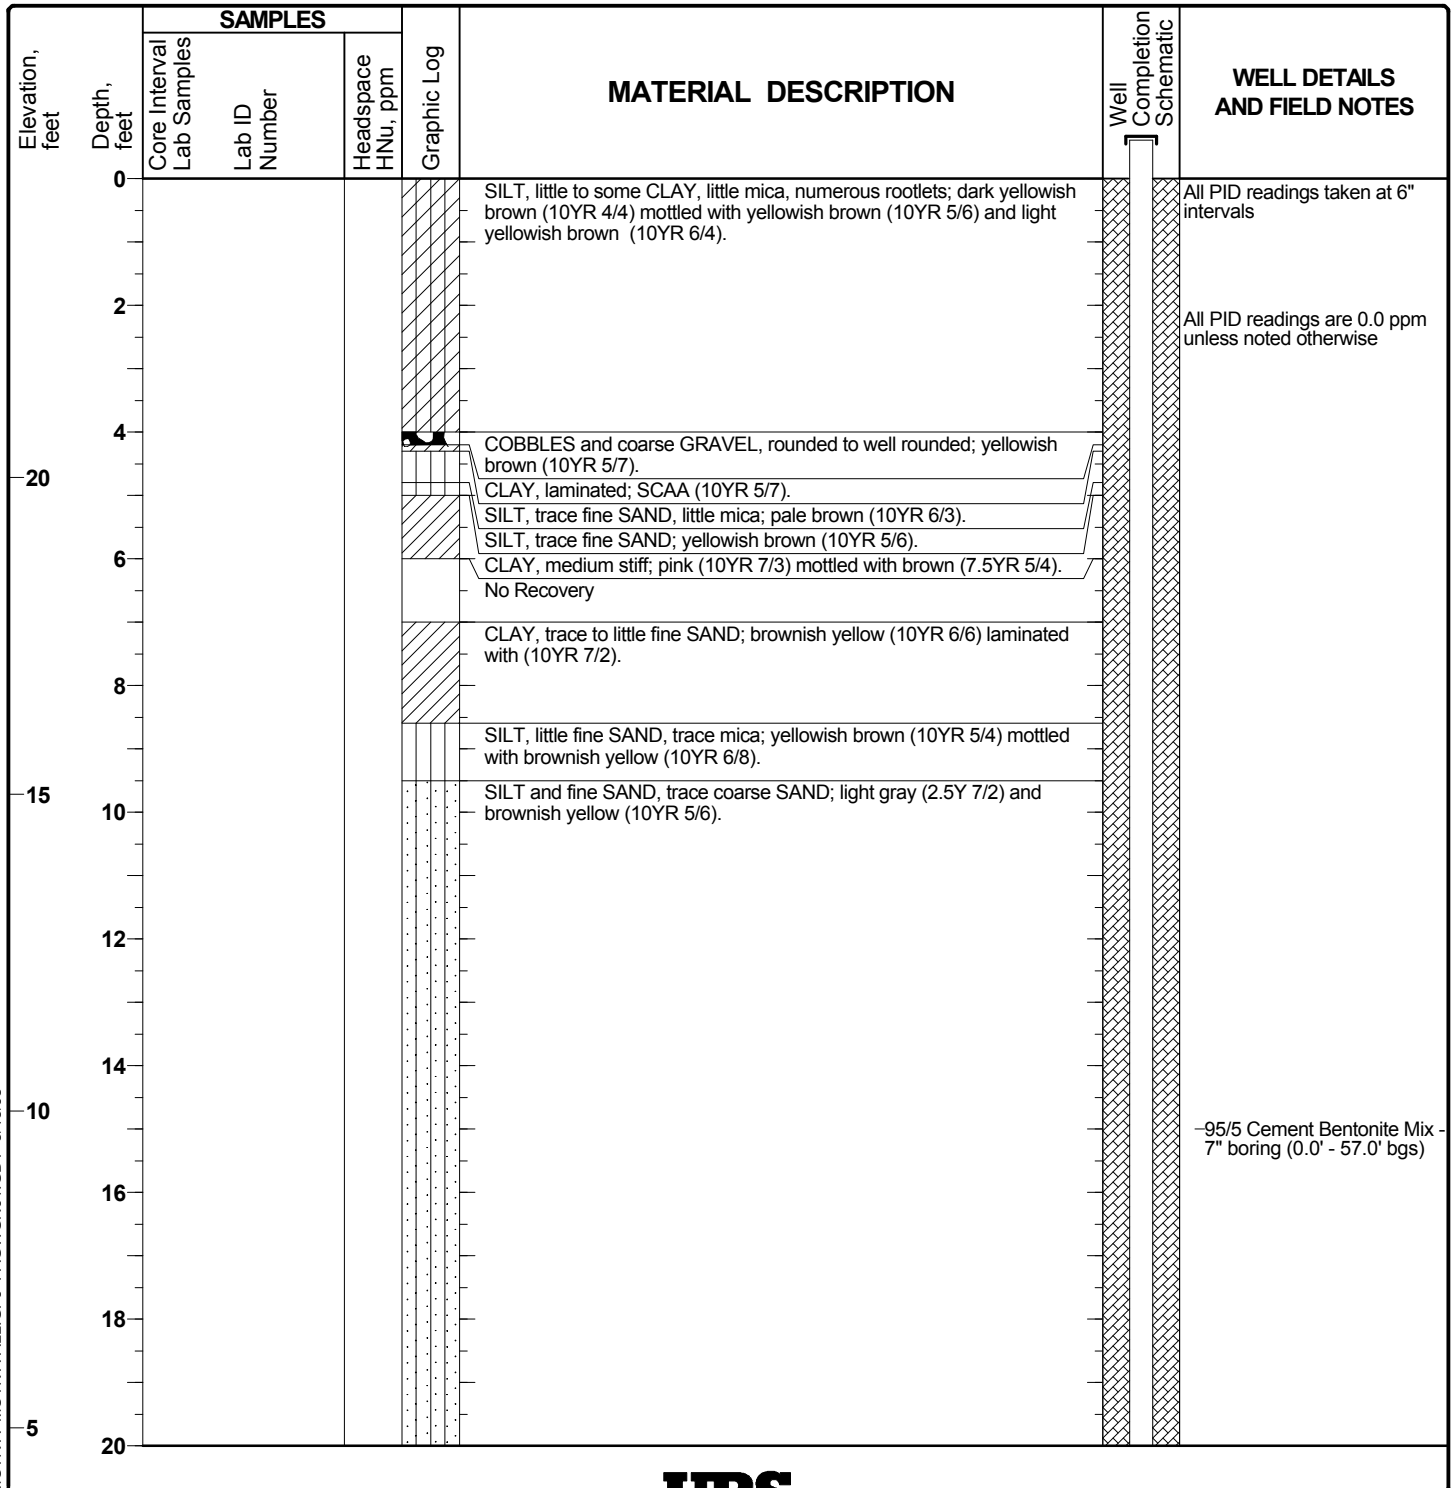 SAMPLES
Elevation,
feet
Depth,
feet
Core Interval
Lab Samples
Lab ID
Number
Headspace
HNu, ppm
Graphic Log
MATERIAL DESCRIPTION
Well
Completion
Schematic
WELL DETAILS
AND FIELD NOTES
0
SILT, little to some CLAY, little mica, numerous rootlets; dark yellowish
brown (10YR 4/4) mottled with yellowish brown (10YR 5/6) and light
yellowish brown (10YR 6/4).
All PID readings taken at 6"
intervals
2
All PID readings are 0.0 ppm
unless noted otherwise
4
COBBLES and coarse GRAVEL, rounded to well rounded; yellowish
brown (10YR 5/7).
20
CLAY, laminated; SCAA (10YR 5/7).
SILT, trace fine SAND, little mica; pale brown (10YR 6/3).
SILT, trace fine SAND; yellowish brown (10YR 5/6).
6
CLAY, medium stiff; pink (10YR 7/3) mottled with brown (7.5YR 5/4).
No Recovery
CLAY, trace to little fine SAND; brownish yellow (10YR 6/6) laminated
with (10YR 7/2).
8
SILT, little fine SAND, trace mica; yellowish brown (10YR 5/4) mottled
with brownish yellow (10YR 6/8).
15
SILT and fine SAND, trace coarse SAND; light gray (2.5Y 7/2) and
brownish yellow (10YR 5/6).
10
12
14
10
95/5 Cement Bentonite Mix -
7" boring (0.0' - 57.0' bgs)
16
18
5
20
URS